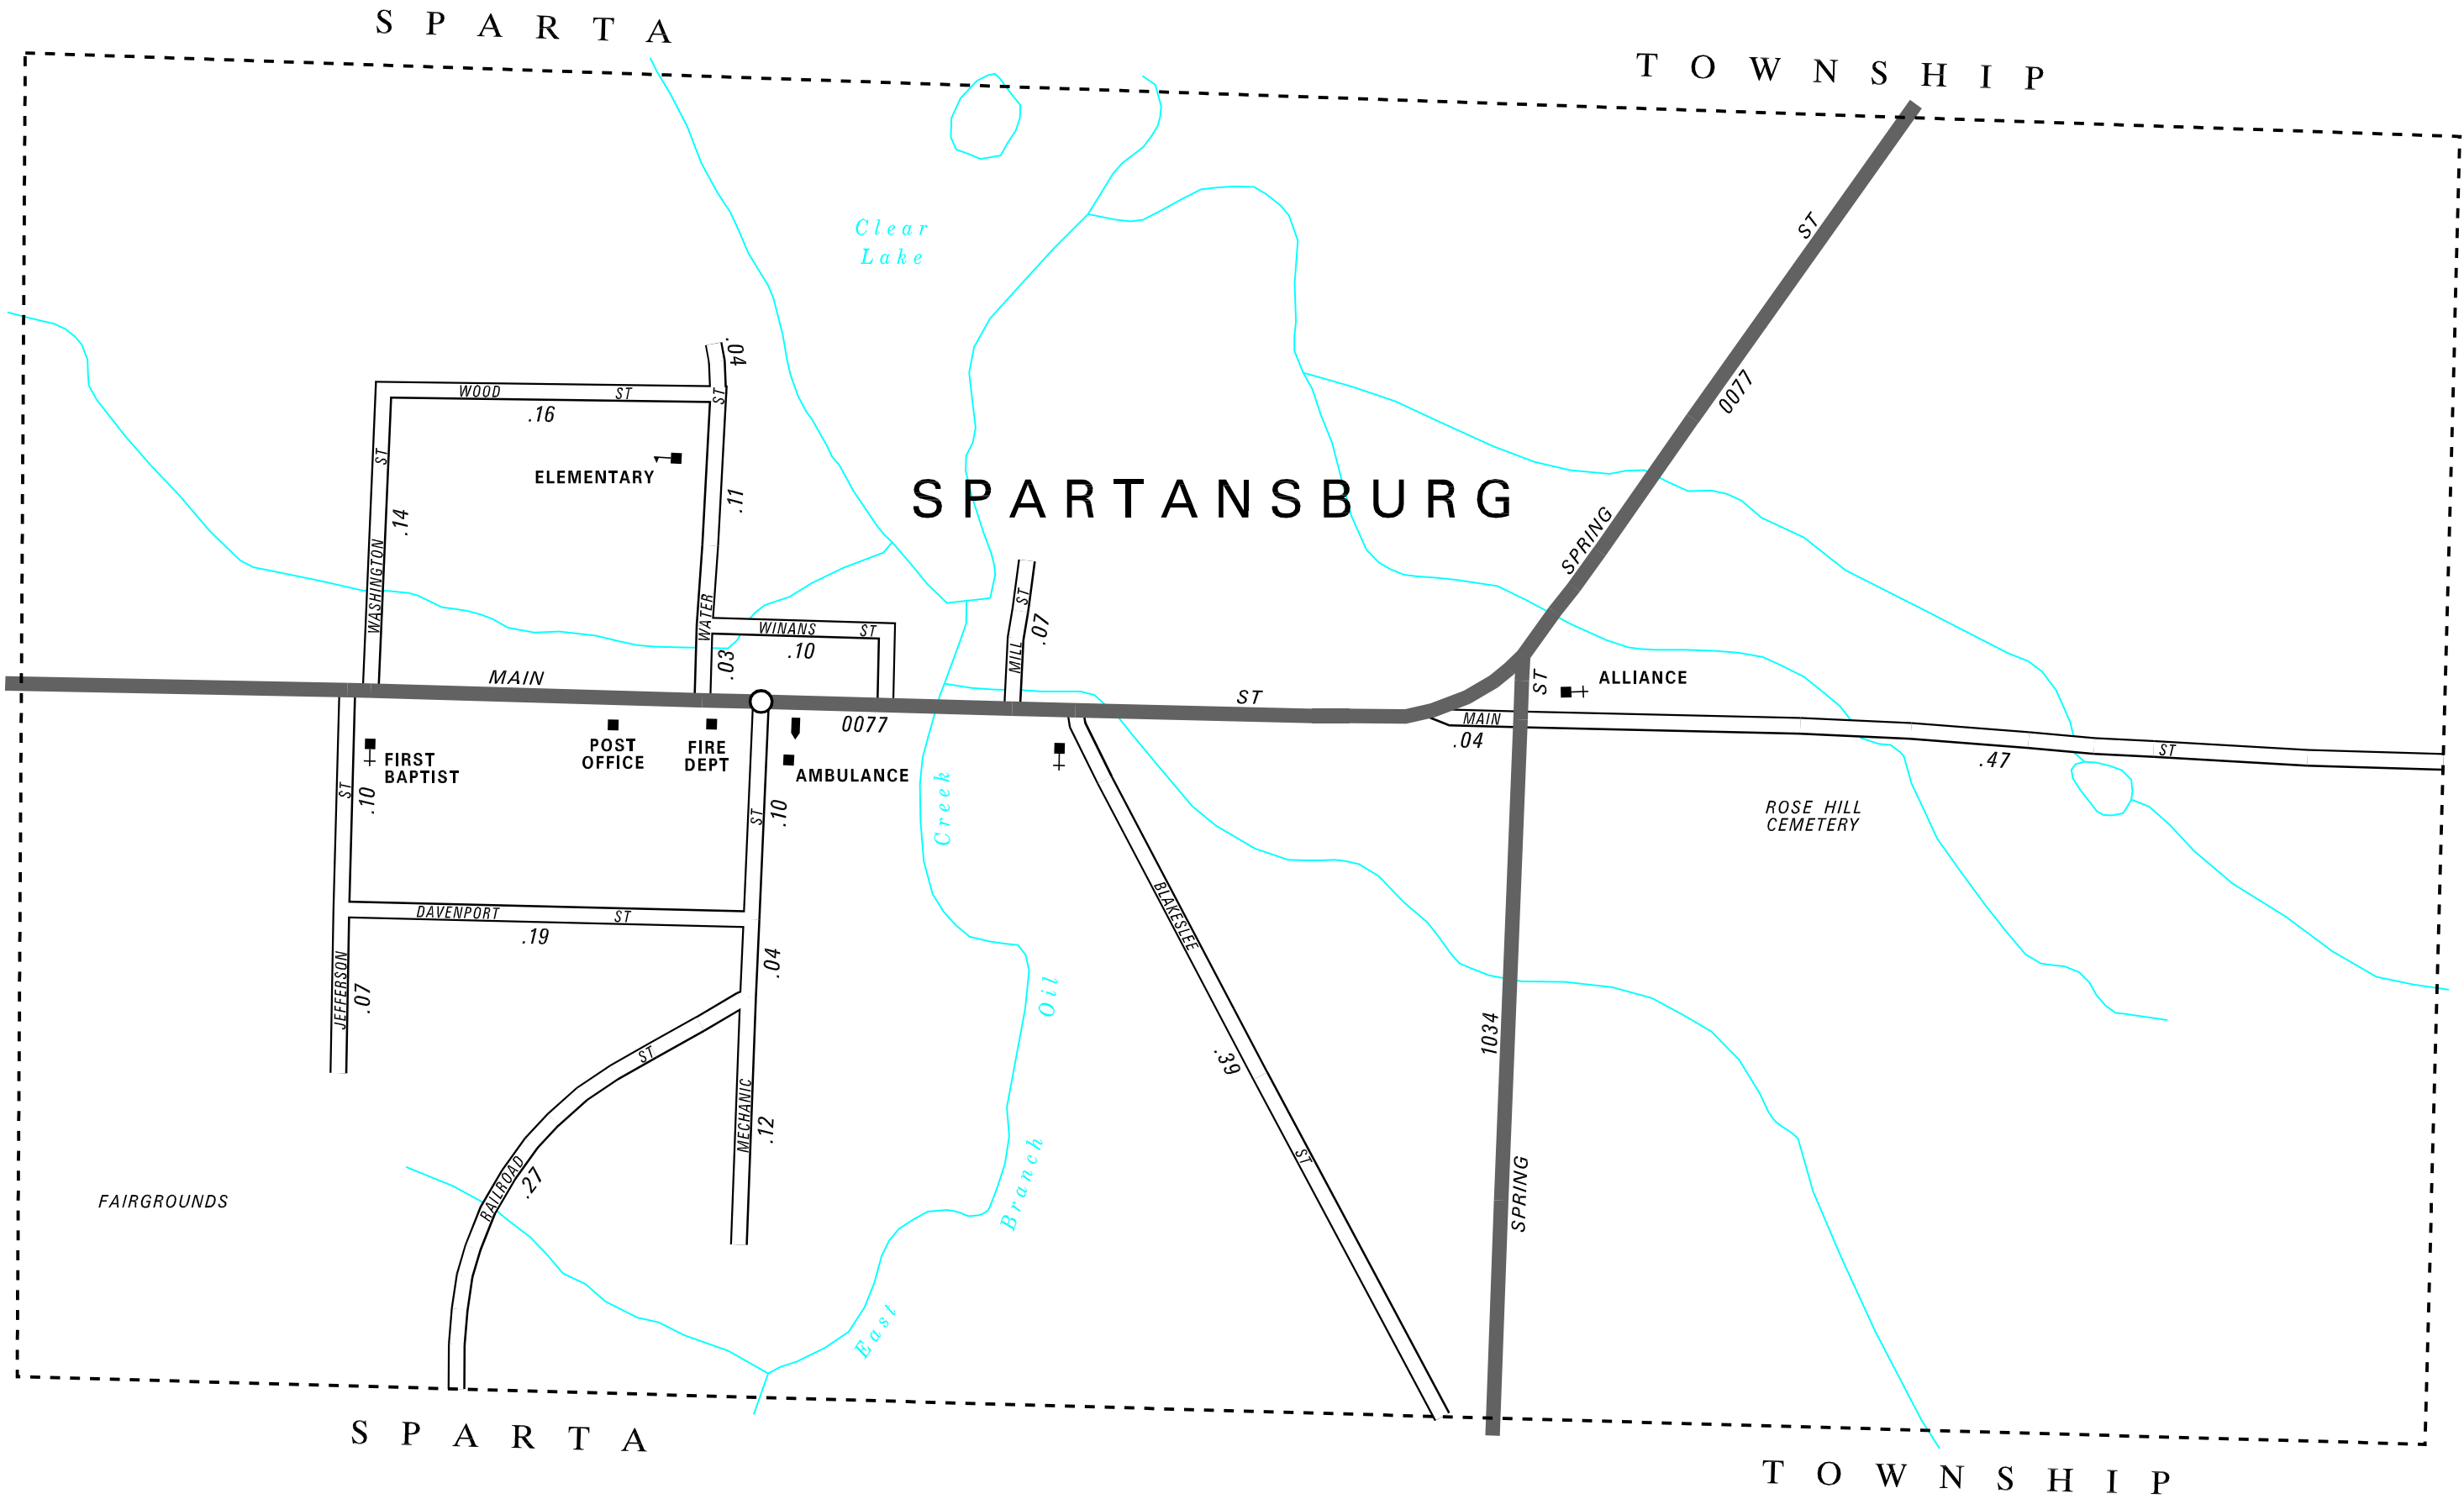 SPARTA
TOWNSHIP
Clear
Lake
ST
0077
SPRING
.04
WOOD ST
.16
ST
ST
ELEMENTARY
.11
.14
WASHINGTON
SPARTANSBURG
WATER
WINANS ST
.10
.03
ST
MILL
.07
MAIN
ST
0077
ST
ALLIANCE
MAIN
.04
.47
ST
FIRST
BAPTIST
POST
OFFICE
FIRE
DEPT
AMBULANCE
ST
.10
ST
.10
Creek
ROSE HILL
CEMETERY
DAVENPORT ST
.19
BLAKESLEE
.39
ST
JEFFERSON
.07
.04
Oil
1034
ST
MECHANIC
.12
RAILROAD
.27
Branch
SPRING
FAIRGROUNDS
East
SPARTA
TOWNSHIP